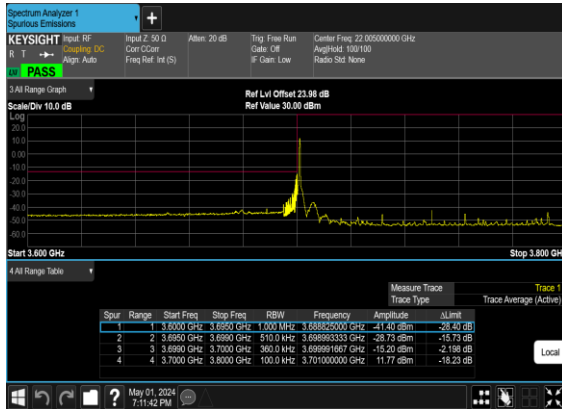 Spectrum Analyzer 1
Spurious Emissions
KEYSIGHT Input: RF Input Z: 50 Ω Atten: 20 dB Trig: Free Run Center Freq: 22.005000000 GHz
R T Coupling: DC Corr CCorr Gate: Off Avg|Hold: 100/100
Align: Auto Freq Ref: Int (S) IF Gain: Low Radio Std: None
LW PASS
3 All Range Graph
Scale/Div 10.0 dB Ref Lvl Offset 23.98 dB
Ref Value 30.00 dBm
Log
20.0
10.0
0.00
-10.0
-20.0
-30.0
-40.0
-50.0
-60.0
Start 3.600 GHz Stop 3.800 GH
4 All Range Table
Measure Trace Trace 1
Trace Type Trace Average (Active)
Spur Range Start Freq Stop Freq RBW Frequency Amplitude ΔLimit
1 1 3.6000 GHz 3.6950 GHz 1.000 MHz 3.688825000 GHz -41.40 dBm -28.40 dB
2 2 3.6950 GHz 3.6990 GHz 510.0 kHz 3.698993333 GHz -28.73 dBm -15.73 dB
3 3 3.6990 GHz 3.7000 GHz 360.0 kHz 3.699991667 GHz -15.20 dBm -2.198 dB
4 4 3.7000 GHz 3.8000 GHz 100.0 kHz 3.701000000 GHz 11.77 dBm -18.23 dB
Local
May 01, 2024
7:11:42 PM